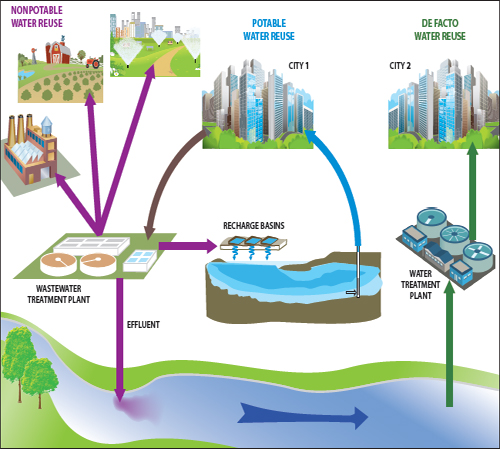 NONPOTABLE
WATER REUSE
POTABLE
WATER REUSE
DE FACTO
WATER REUSE
CITY 1
CITY 2
RECHARGE BASINS
WASTEWATER
TREATMENT PLANT
WATER
TREATMENT
PLANT
EFFLUENT